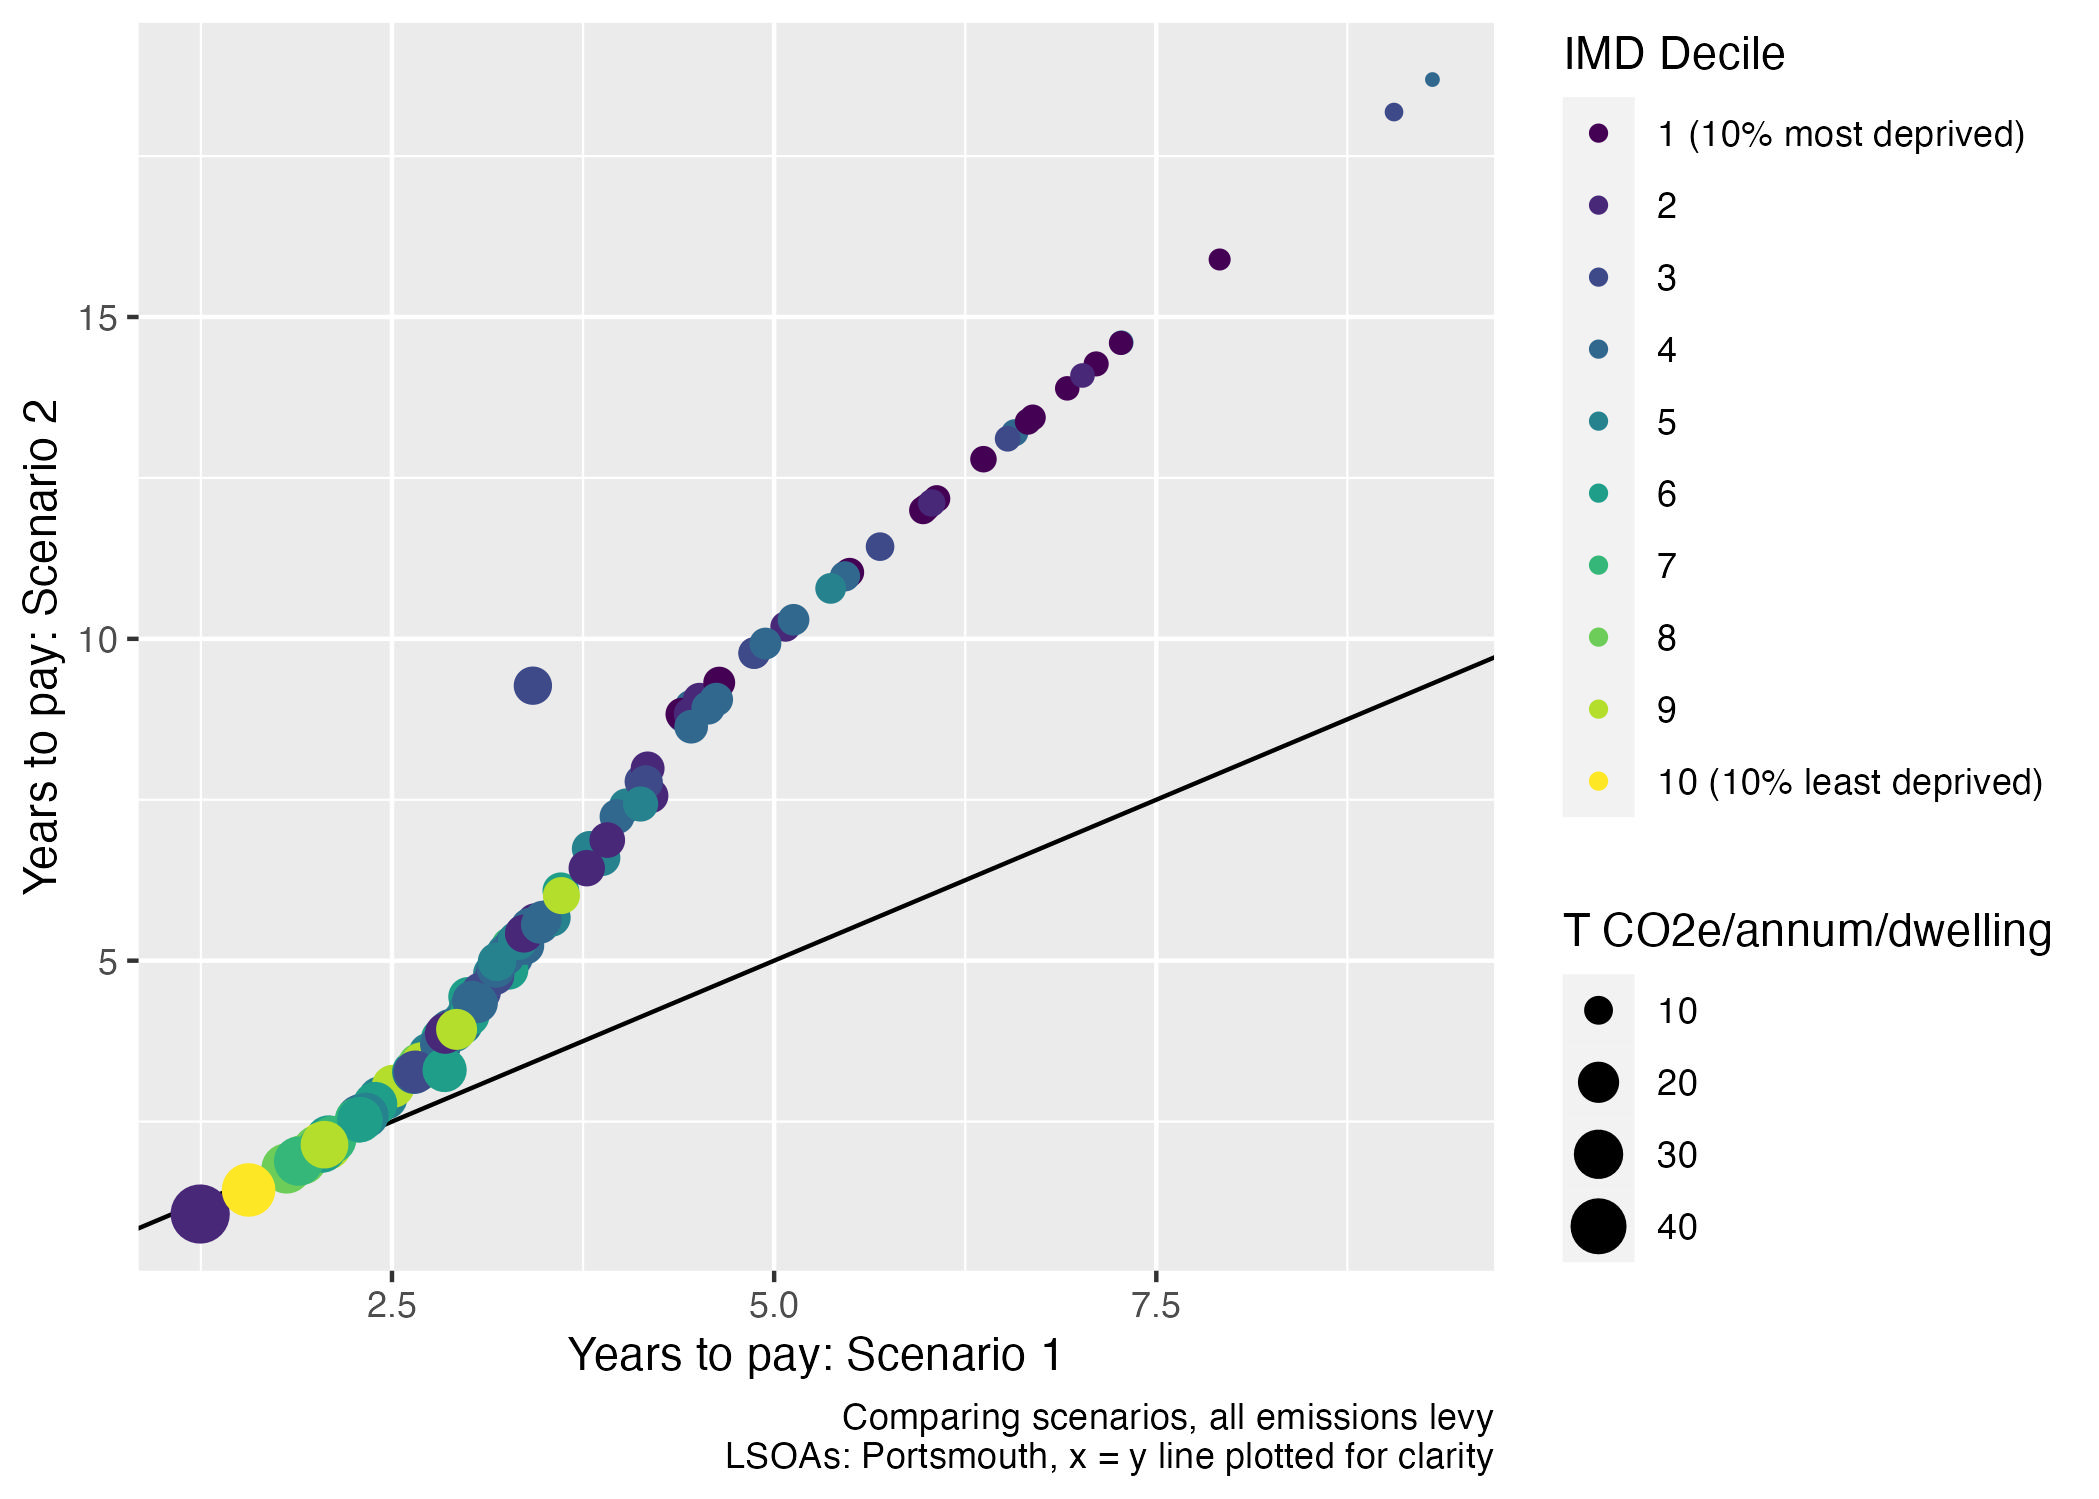 Years to pay: Scenario 2
15
10
5
2.5
5.0
7.5
Years to pay: Scenario 1
Comparing scenarios, all emissions levy
LSOAs: Portsmouth, x = y line plotted for clarity
IMD Decile
1 (10% most deprived)
2
3
4
5
6
7
8
9
10 (10% least deprived)
T CO2e/annum/dwelling
10
20
30
40